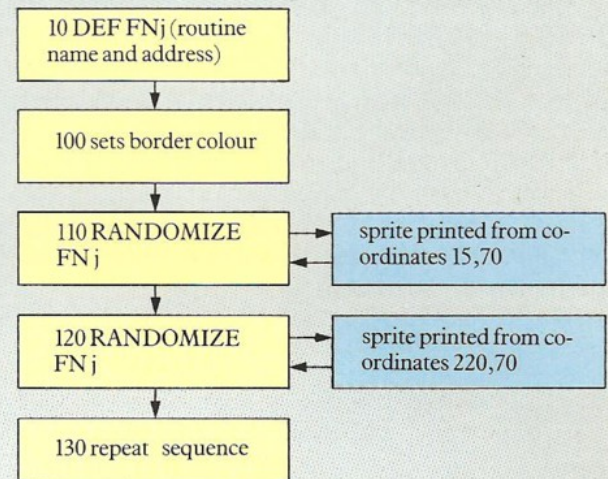 10 DEF FNj (routine
name and address)
100 sets border colour
110 RANDOMIZE
FN j
sprite printed from co-
ordinates 15,70
120 RANDOMIZE
FN j
sprite printed from co-
ordinates 220,70
130 repeat sequence